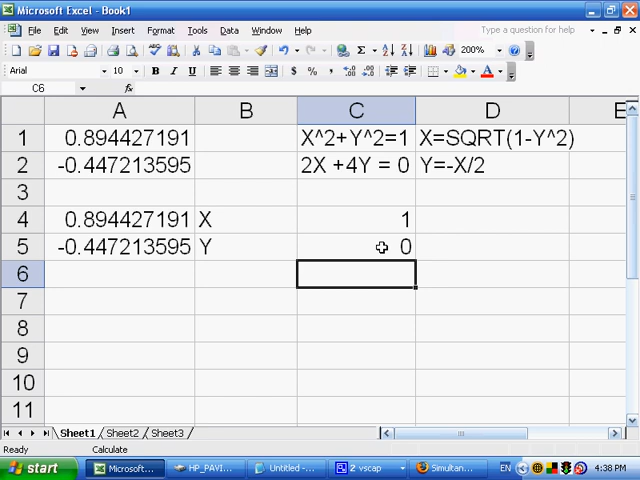 Microsoft Excel - Book1
File Edit View Insert Format Tools Data Window Help Type a question for help
200%
Arial 10 B I U $ % ,
C6 fx
A B C D E
1 0.894427191 X^2+Y^2=1 X=SQRT(1-Y^2)
2 -0.447213595 2X +4Y = 0 Y=-X/2
3
4 0.894427191 X 1
5 -0.447213595 Y 0
6
7
8
9
10
11
Sheet1 Sheet2 Sheet3
Ready Calculate
start Microsoft... HP_PAVI... Untitled -... 2 vscap Simultan... EN 4:38 PM